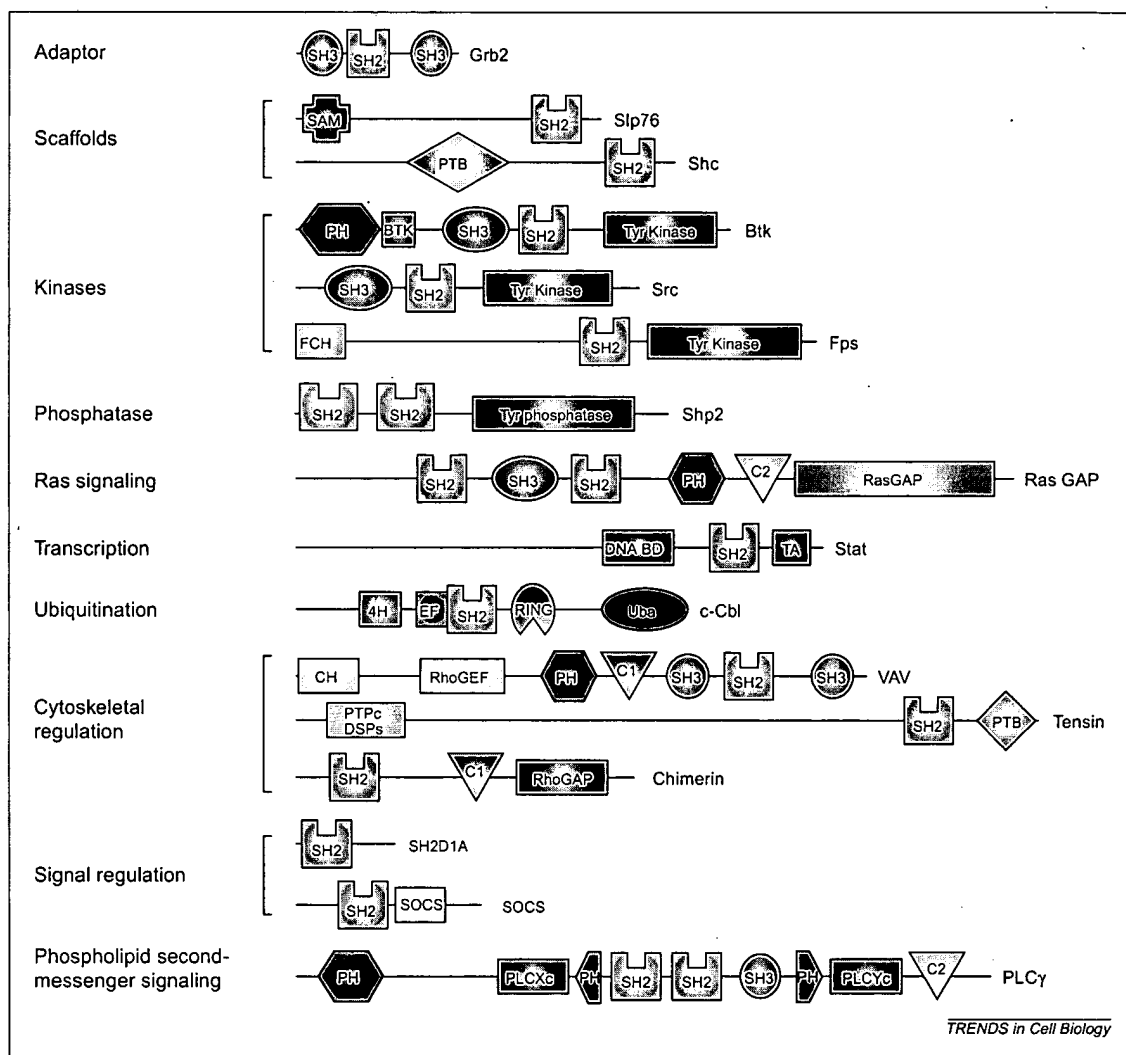 Adaptor
SH3 SH2 SH3 Grb2
Scaffolds
SAM SH2 Slp76
PTB SH2 Shc
Kinases
PH BTK SH3 SH2 Tyr Kinase Btk
SH3 SH2 Tyr Kinase Src
FCH SH2 Tyr Kinase Fps
Phosphatase
SH2 SH2 Tyr phosphatase Shp2
Ras signaling
SH2 SH3 SH2 PH C2 RasGAP Ras GAP
Transcription
DNA BD SH2 TA Stat
Ubiquitination
4H EF SH2 RING Uba c-Cbl
Cytoskeletal
regulation
CH RhoGEF PH C1 SH3 SH2 SH3 VAV
PTPc
DSPs
SH2 PTB Tensin
SH2 C1 RhoGAP Chimerin
Signal regulation
SH2 SH2D1A
SH2 SOCS SOCS
Phospholipid second-
messenger signaling
PH PLCXc PH SH2 SH2 SH3 PH PLCYc C2 PLCγ
TRENDS in Cell Biology